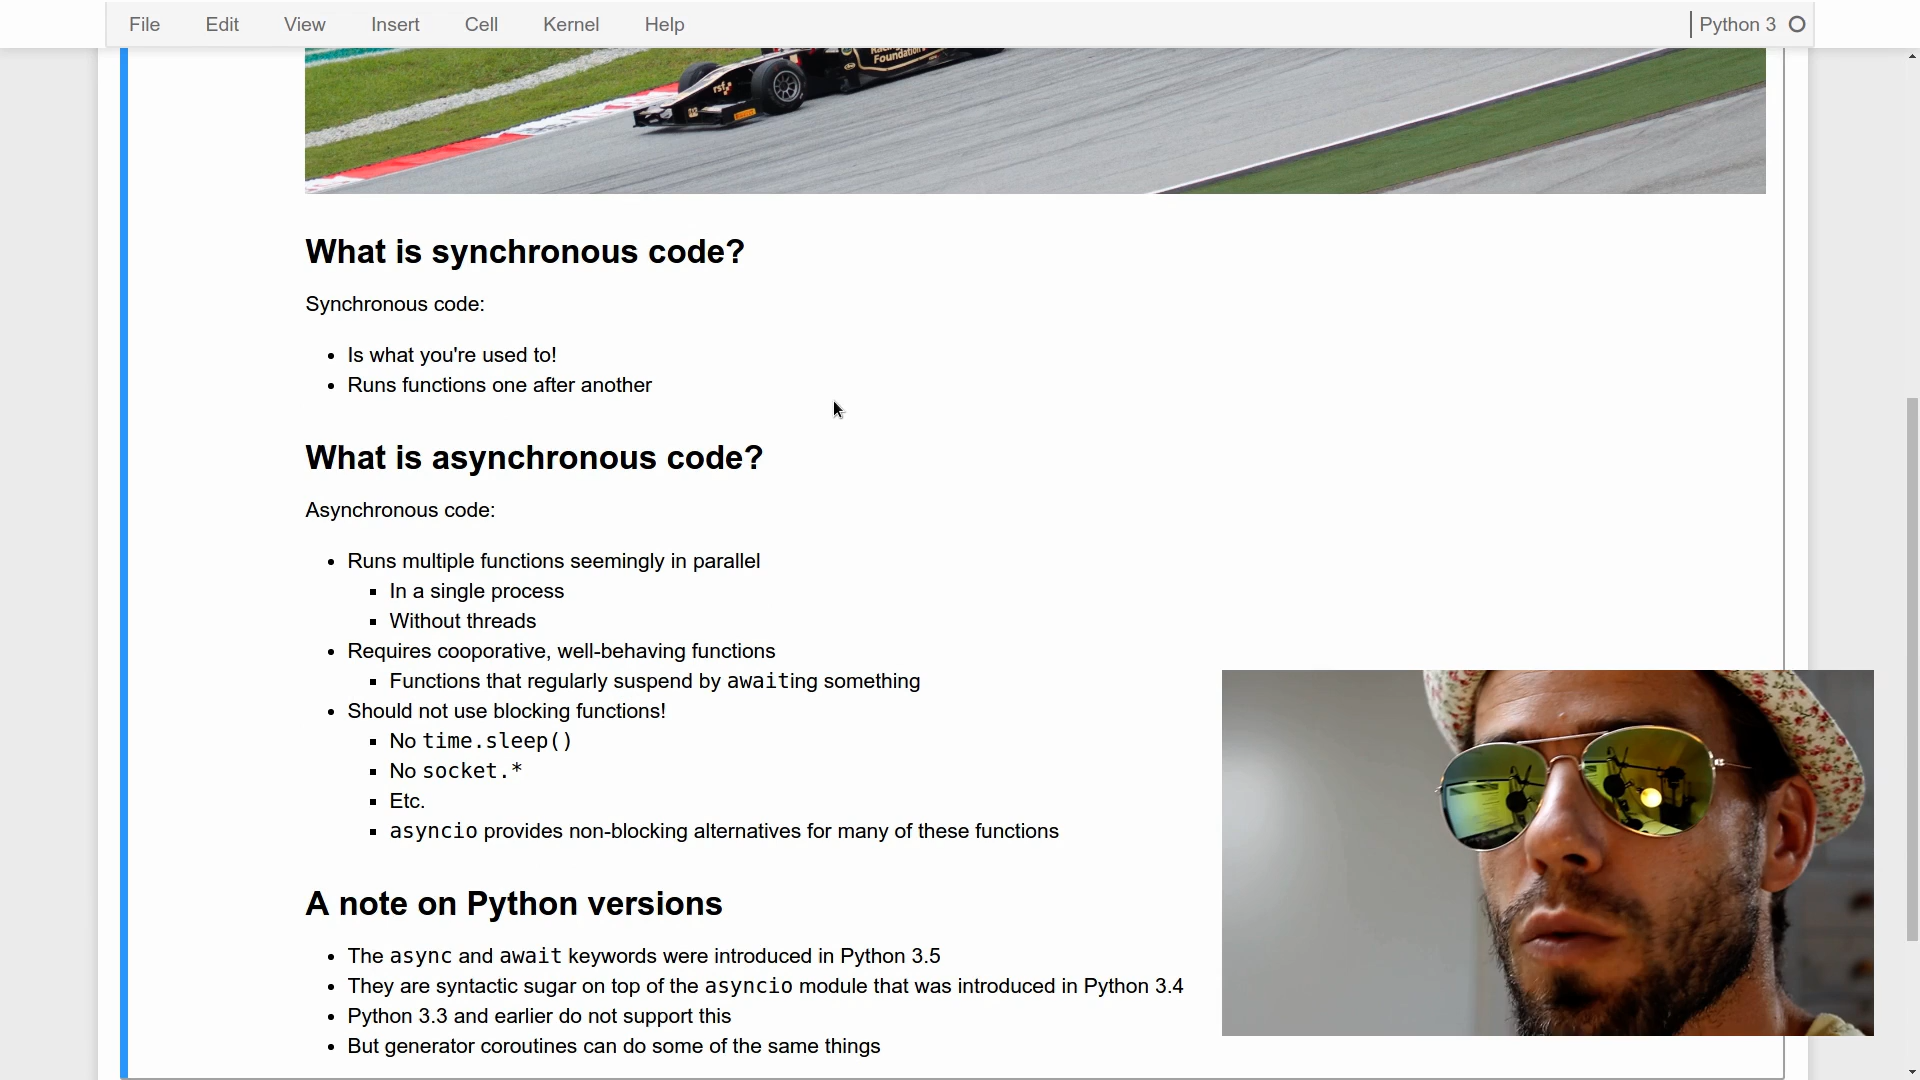 File Edit View Insert Cell Kernel Help Python 3
Racing
Foundation
rsf
What is synchronous code?
Synchronous code:
Is what you're used to!
Runs functions one after another
What is asynchronous code?
Asynchronous code:
Runs multiple functions seemingly in parallel
In a single process
Without threads
Requires cooporative, well-behaving functions
Functions that regularly suspend by awaiting something
Should not use blocking functions!
No time.sleep()
No socket.*
Etc.
asyncio provides non-blocking alternatives for many of these functions
A note on Python versions
The async and await keywords were introduced in Python 3.5
They are syntactic sugar on top of the asyncio module that was introduced in Python 3.4
Python 3.3 and earlier do not support this
But generator coroutines can do some of the same things